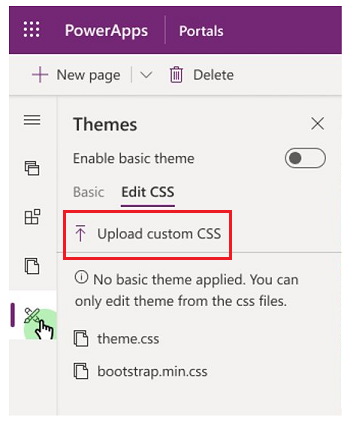 PowerApps Portals
New page Delete
Themes
Enable basic theme
Basic Edit CSS
Upload custom CSS
No basic theme applied. You can
only edit theme from the css files.
theme.css
bootstrap.min.css